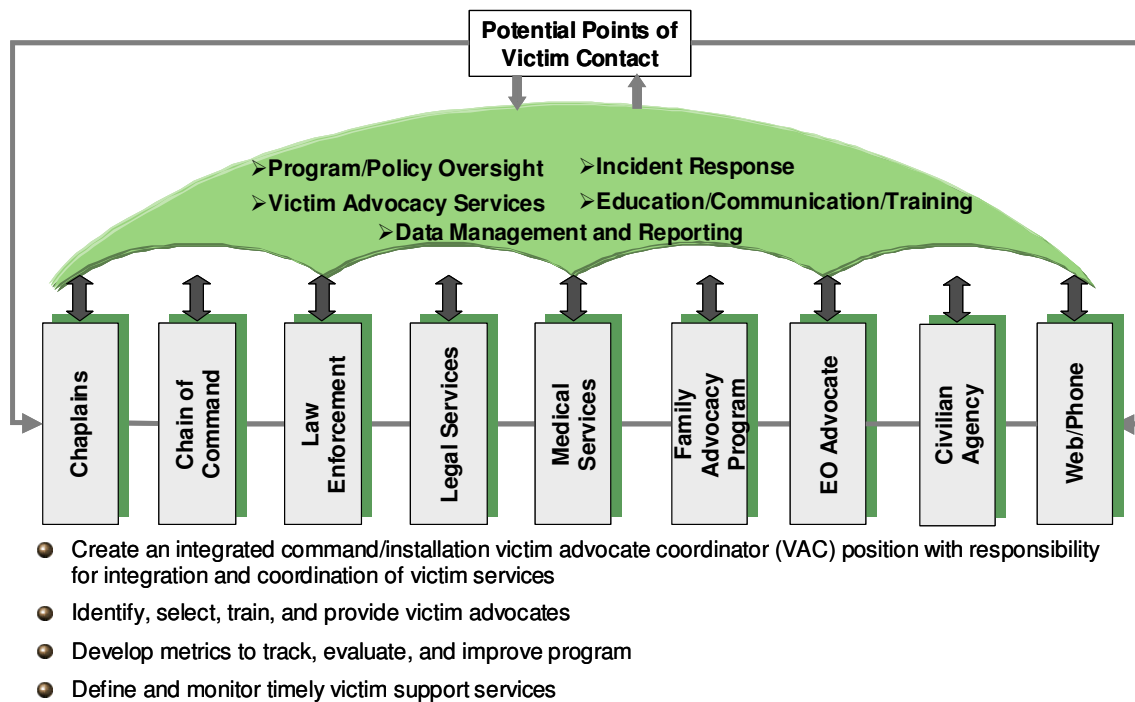 Potential Points of
Victim Contact
➢Program/Policy Oversight
➢Incident Response
➢Victim Advocacy Services
➢Education/Communication/Training
➢Data Management and Reporting
Chaplains
Chain of
Command
Law
Enforcement
Legal Services
Medical
Services
Family
Advocacy
Program
EO Advocate
Civilian
Agency
Web/Phone
Create an integrated command/installation victim advocate coordinator (VAC) position with responsibility
for integration and coordination of victim services
Identify, select, train, and provide victim advocates
Develop metrics to track, evaluate, and improve program
Define and monitor timely victim support services